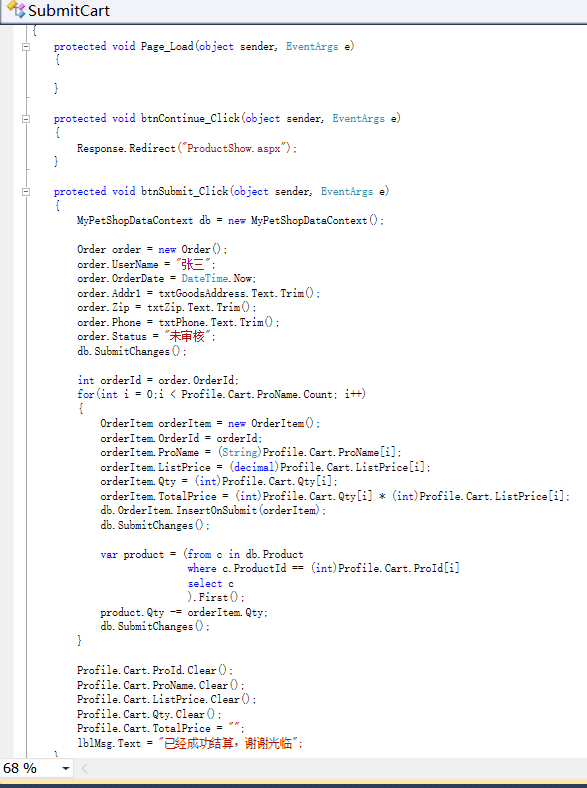 SubmitCart
{
protected void Page_Load(object sender, EventArgs e)
{
}
protected void btnContinue_Click(object sender, EventArgs e)
{
Response.Redirect("ProductShow.aspx");
}
protected void btnSubmit_Click(object sender, EventArgs e)
{
MyPetShopDataContext db = new MyPetShopDataContext();
Order order = new Order();
order.UserName = "张三";
order.OrderDate = DateTime.Now;
order.Addr1 = txtGoodsAddress.Text.Trim();
order.Zip = txtZip.Text.Trim();
order.Phone = txtPhone.Text.Trim();
order.Status = "未审核";
db.SubmitChanges();
int orderId = order.OrderId;
for(int i = 0;i < Profile.Cart.ProName.Count; i++)
{
OrderItem orderItem = new OrderItem();
orderItem.OrderId = orderId;
orderItem.ProName = (String)Profile.Cart.ProName[i];
orderItem.ListPrice = (decimal)Profile.Cart.ListPrice[i];
orderItem.Qty = (int)Profile.Cart.Qty[i];
orderItem.TotalPrice = (int)Profile.Cart.Qty[i] * (int)Profile.Cart.ListPrice[i];
db.OrderItem.InsertOnSubmit(orderItem);
db.SubmitChanges();
var product = (from c in db.Product
where c.ProductId == (int)Profile.Cart.ProId[i]
select c
).First();
product.Qty -= orderItem.Qty;
db.SubmitChanges();
}
Profile.Cart.ProId.Clear();
Profile.Cart.ProName.Clear();
Profile.Cart.ListPrice.Clear();
Profile.Cart.Qty.Clear();
Profile.Cart.TotalPrice = "";
lblMsg.Text = "已经成功结算，谢谢光临";
}
68 %